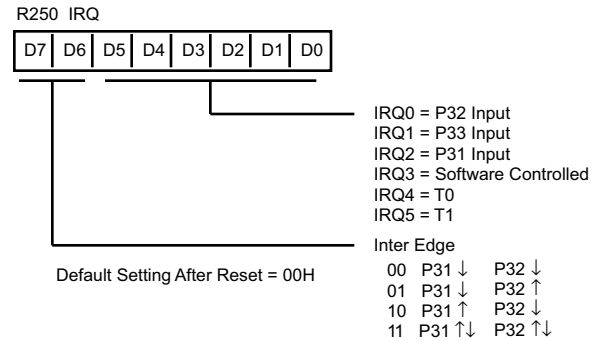 R250 IRQ
D7 D6 D5 D4 D3 D2 D1 D0
IRQ0 = P32 Input
IRQ1 = P33 Input
IRQ2 = P31 Input
IRQ3 = Software Controlled
IRQ4 = T0
IRQ5 = T1
Inter Edge
Default Setting After Reset = 00H
00 P31 ↓ P32 ↓
01 P31 ↓ P32 ↑
10 P31 ↑ P32 ↓
11 P31 ↑↓ P32 ↑↓